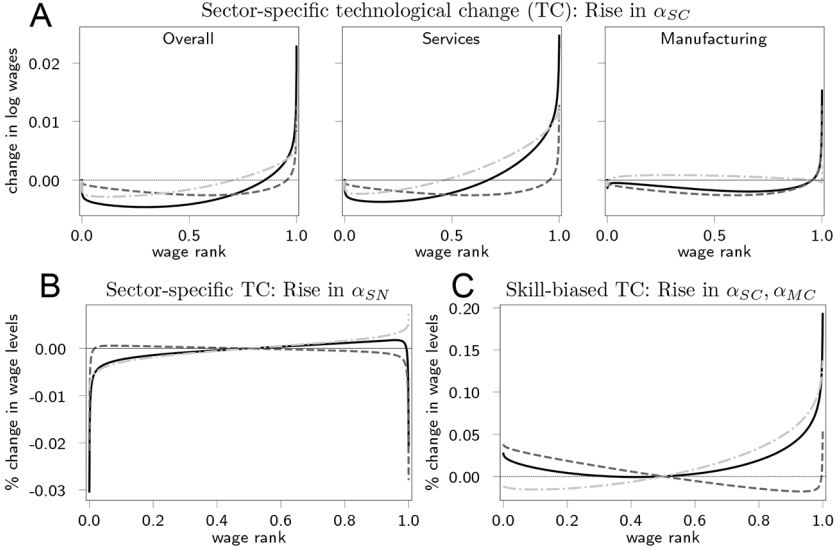 A
Sector-specific technological change (TC): Rise in α_SC
Overall
Services
Manufacturing
change in log wages
0.02
0.01
0.00
0.0 0.5 1.0
0.0 0.5 1.0
0.0 0.5 1.0
wage rank
wage rank
wage rank
B
Sector-specific TC: Rise in α_SN
% change in wage levels
0.00
-0.01
-0.02
-0.03
0.0 0.2 0.4 0.6 0.8 1.0
wage rank
C
Skill-biased TC: Rise in α_SC, α_MC
% change in wage levels
0.20
0.15
0.10
0.05
0.00
0.0 0.2 0.4 0.6 0.8 1.0
wage rank